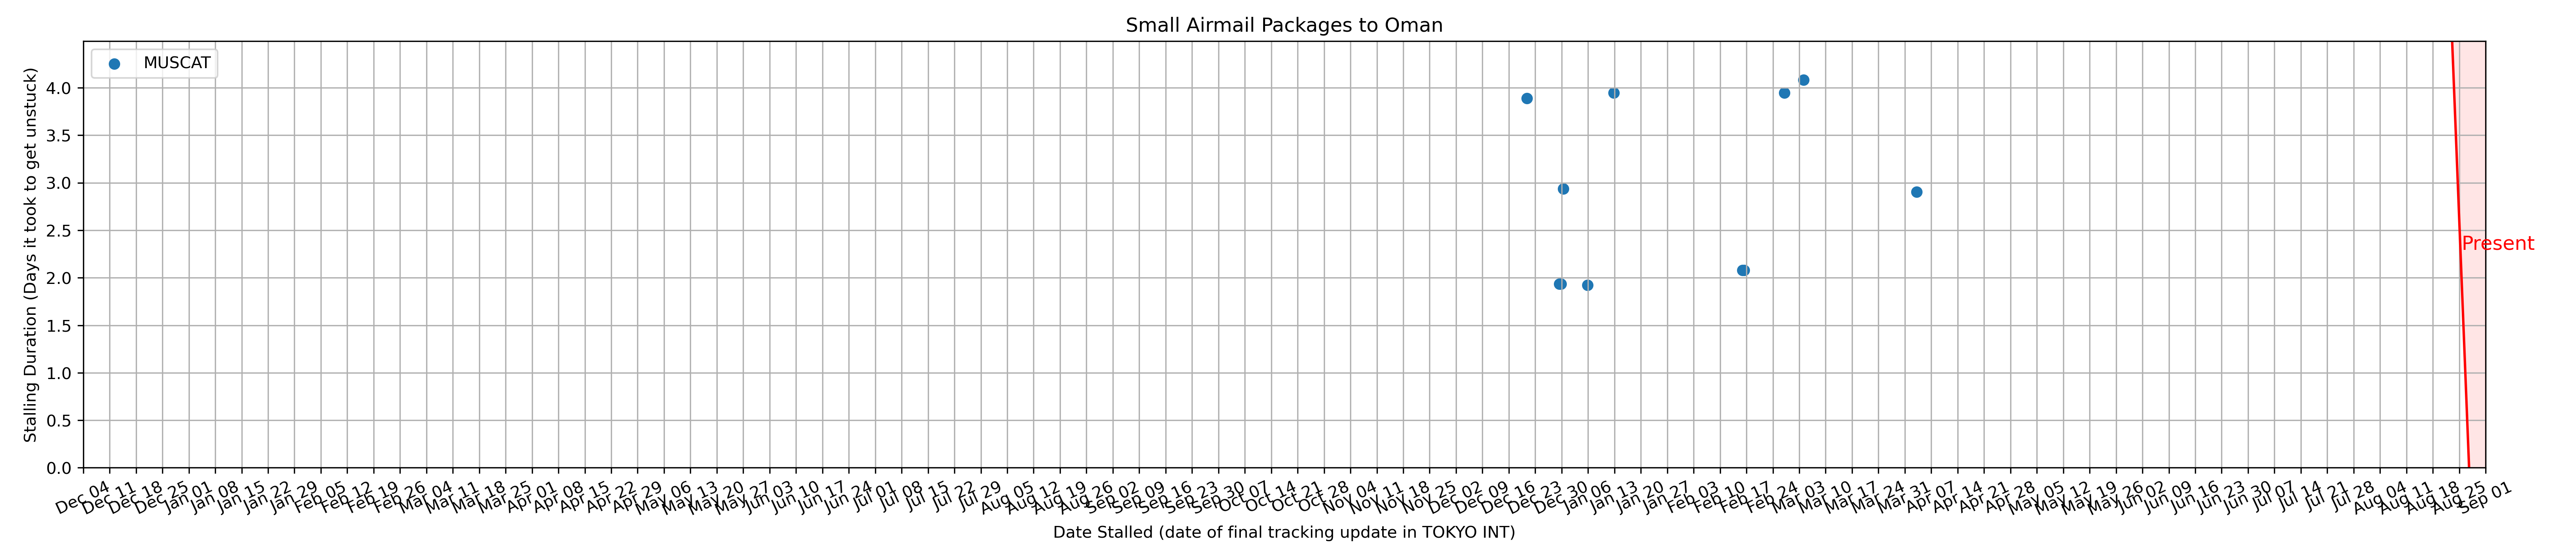 Small Airmail Packages to Oman
MUSCAT
Stalling Duration (Days it took to get unstuck)
4.0
3.5
3.0
2.5
2.0
1.5
1.0
0.5
0.0
Present
Dec 04 Dec 11 Dec 18 Dec 25 Jan 01 Jan 08 Jan 15 Jan 22 Jan 29 Feb 05 Feb 12 Feb 19 Feb 26 Mar 04 Mar 11 Mar 18 Mar 25 Apr 01 Apr 08 Apr 15 Apr 22 Apr 29 May 06 May 13 May 20 May 27 Jun 03 Jun 10 Jun 17 Jun 24 Jul 01 Jul 08 Jul 15 Jul 22 Jul 29 Aug 05 Aug 12 Aug 19 Aug 26 Sep 02 Sep 09 Sep 16 Sep 23 Sep 30 Oct 07 Oct 14 Oct 21 Oct 28 Nov 04 Nov 11 Nov 18 Nov 25 Dec 02 Dec 09 Dec 16 Dec 23 Dec 30 Jan 06 Jan 13 Jan 20 Jan 27 Feb 03 Feb 10 Feb 17 Feb 24 Mar 03 Mar 10 Mar 17 Mar 24 Mar 31 Apr 07 Apr 14 Apr 21 Apr 28 May 05 May 12 May 19 May 26 Jun 02 Jun 09 Jun 16 Jun 23 Jun 30 Jul 07 Jul 14 Jul 21 Jul 28 Aug 04 Aug 11 Aug 18 Aug 25 Sep 01
Date Stalled (date of final tracking update in TOKYO INT)